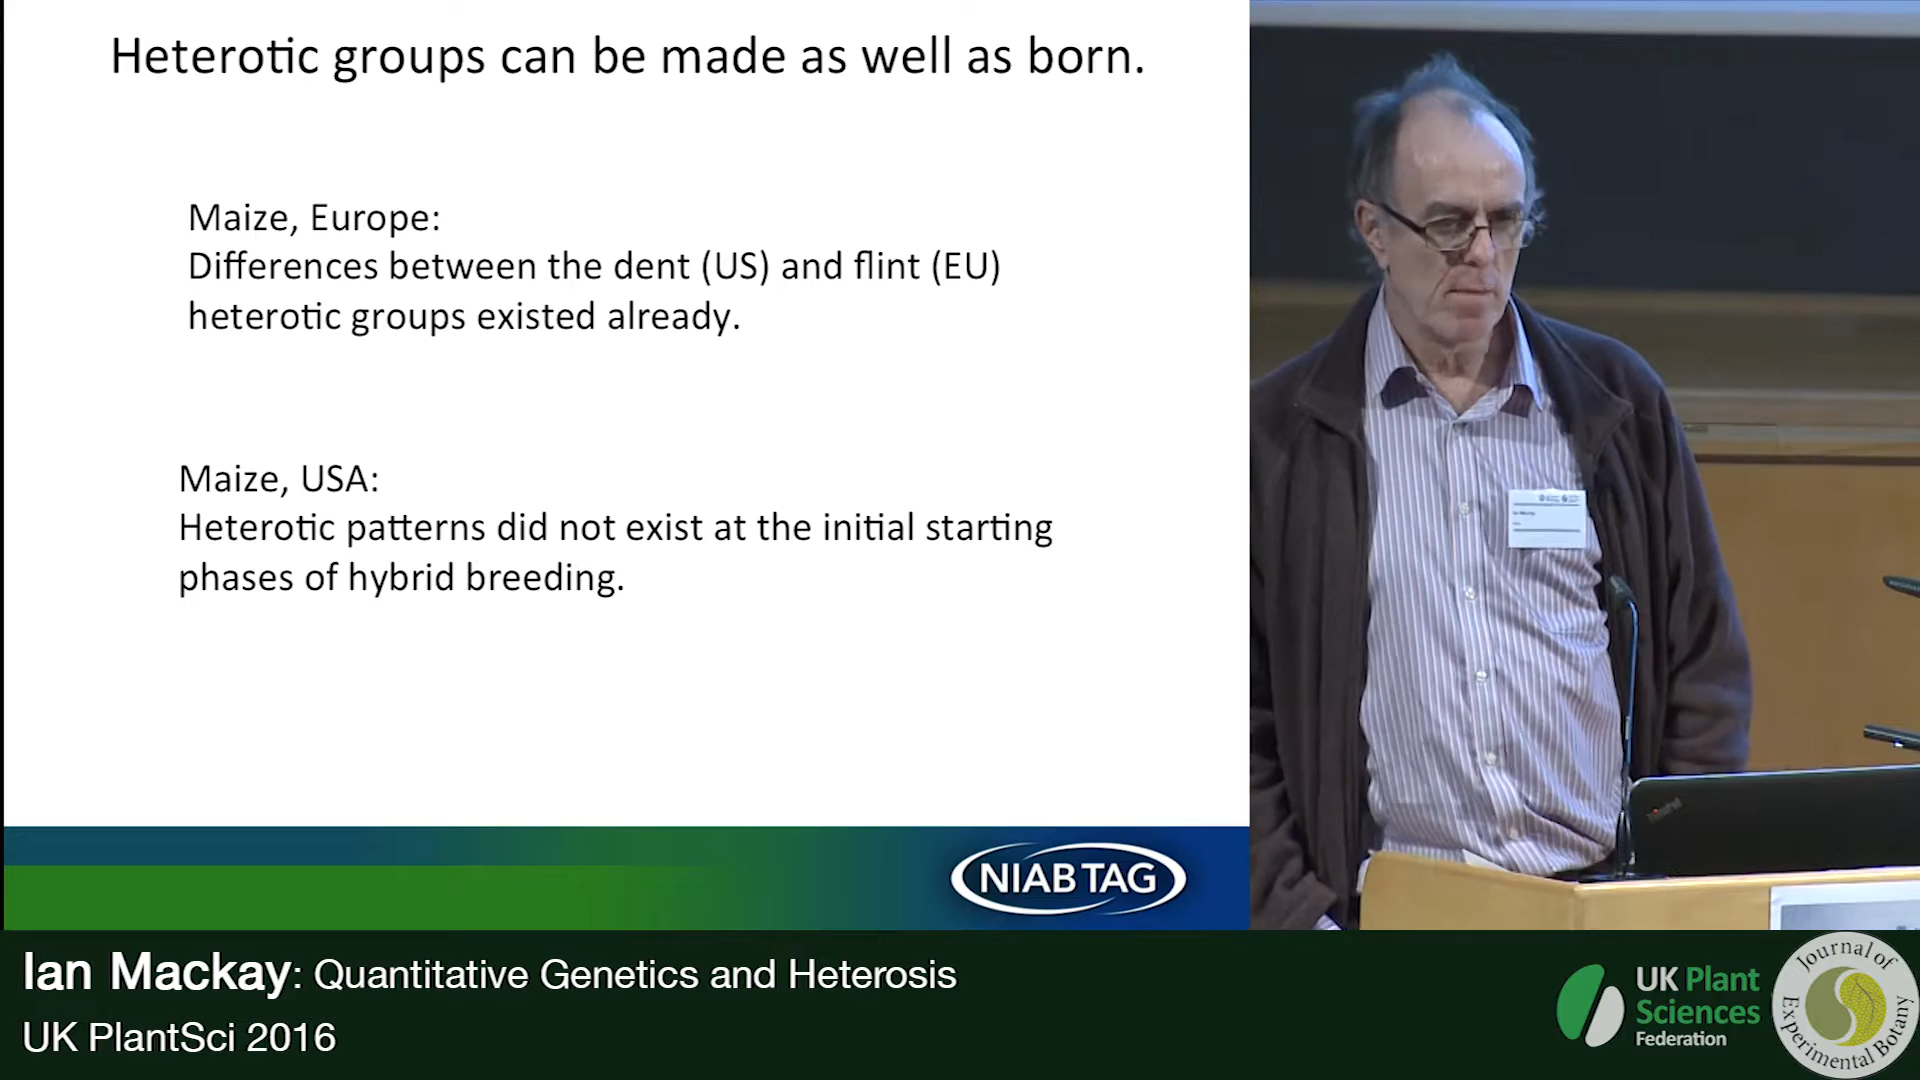 Heterotic groups can be made as well as born.
Maize, Europe:
Differences between the dent (US) and flint (EU)
heterotic groups existed already.
Maize, USA:
Heterotic patterns did not exist at the initial starting
phases of hybrid breeding.
NIAB TAG
Ian Mackay: Quantitative Genetics and Heterosis
UK PlantSci 2016
UK Plant
Sciences
Federation
Journal of
Experimental Botany